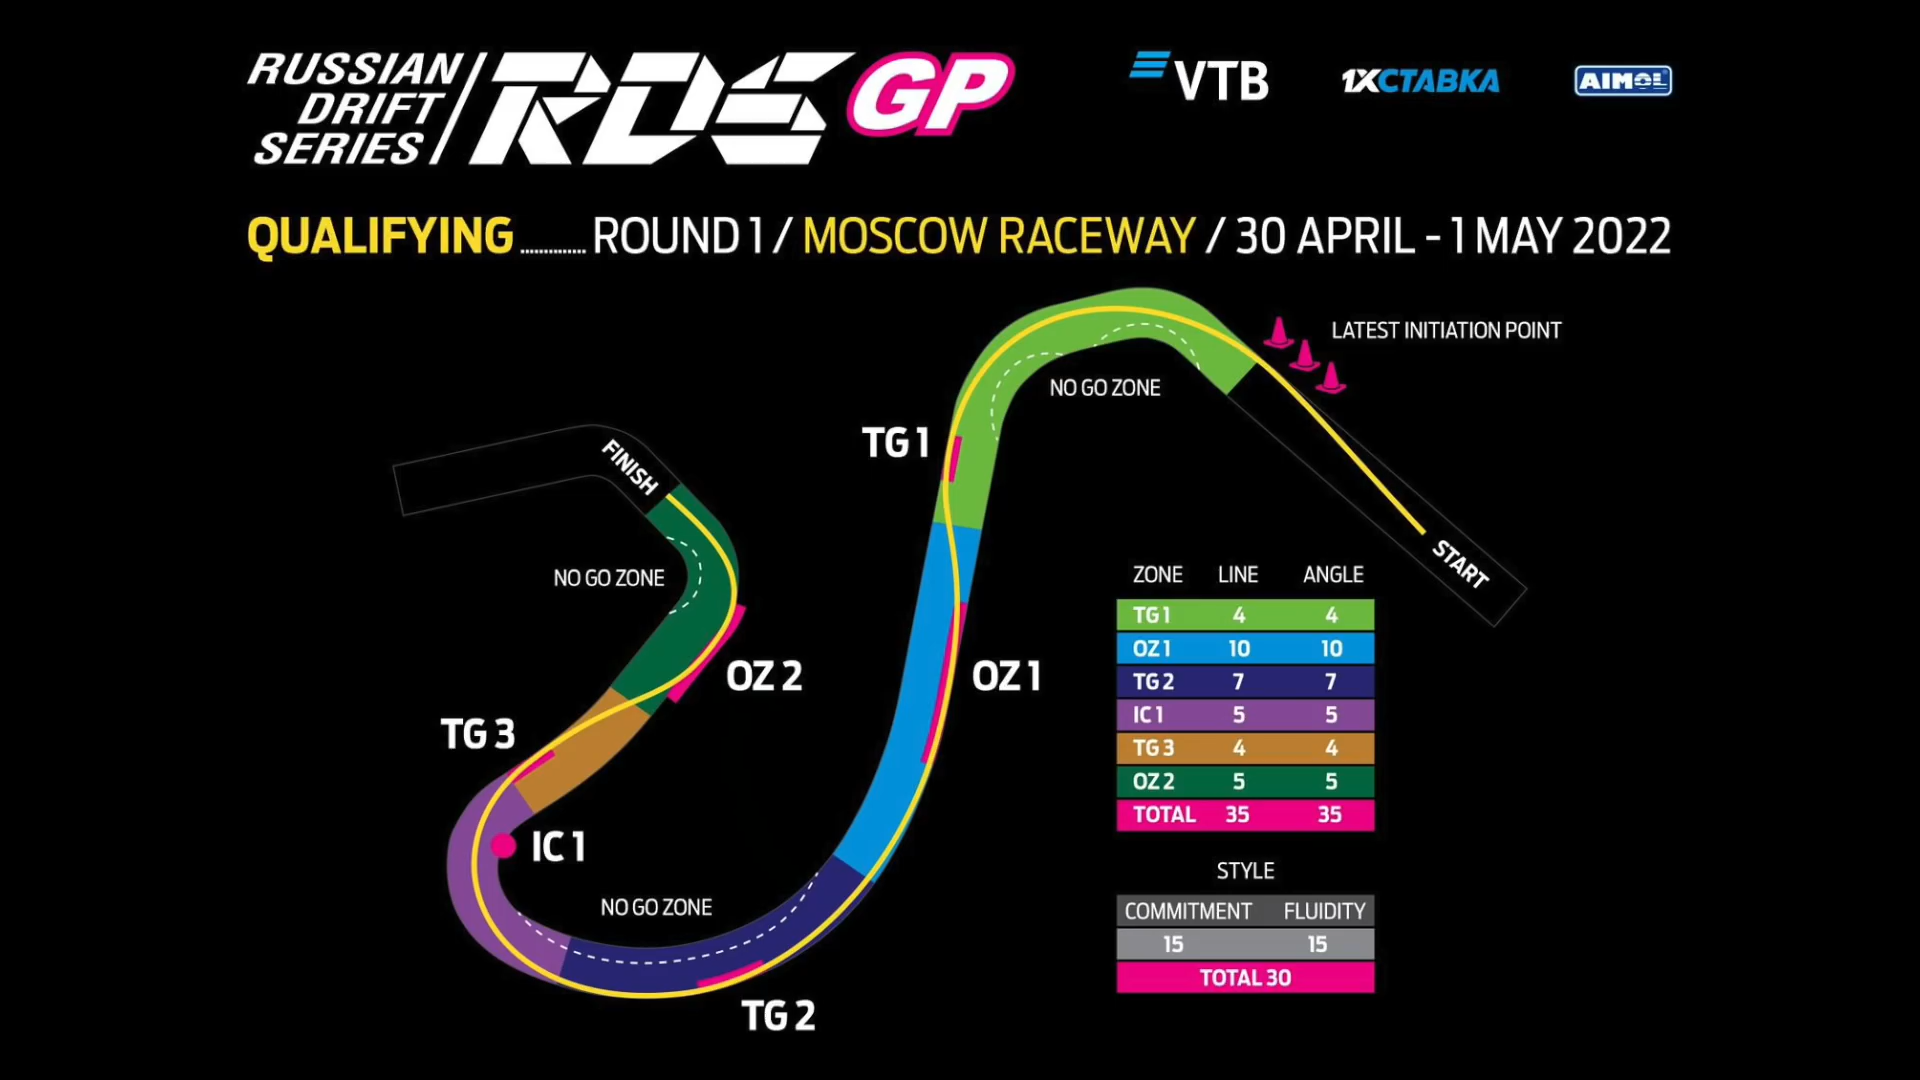 RUSSIAN
DRIFT
SERIES
RDS GP
VTB
1XСТАВКА
AIMOL
QUALIFYING ............ ROUND 1 / MOSCOW RACEWAY / 30 APRIL - 1 MAY 2022
LATEST INITIATION POINT
NO GO ZONE
TG 1
FINISH
START
NO GO ZONE
OZ 2
OZ 1
TG 3
IC 1
NO GO ZONE
TG 2
ZONE LINE ANGLE
TG 1 4 4
OZ 1 10 10
TG 2 7 7
IC 1 5 5
TG 3 4 4
OZ 2 5 5
TOTAL 35 35
STYLE
COMMITMENT FLUIDITY
15 15
TOTAL 30